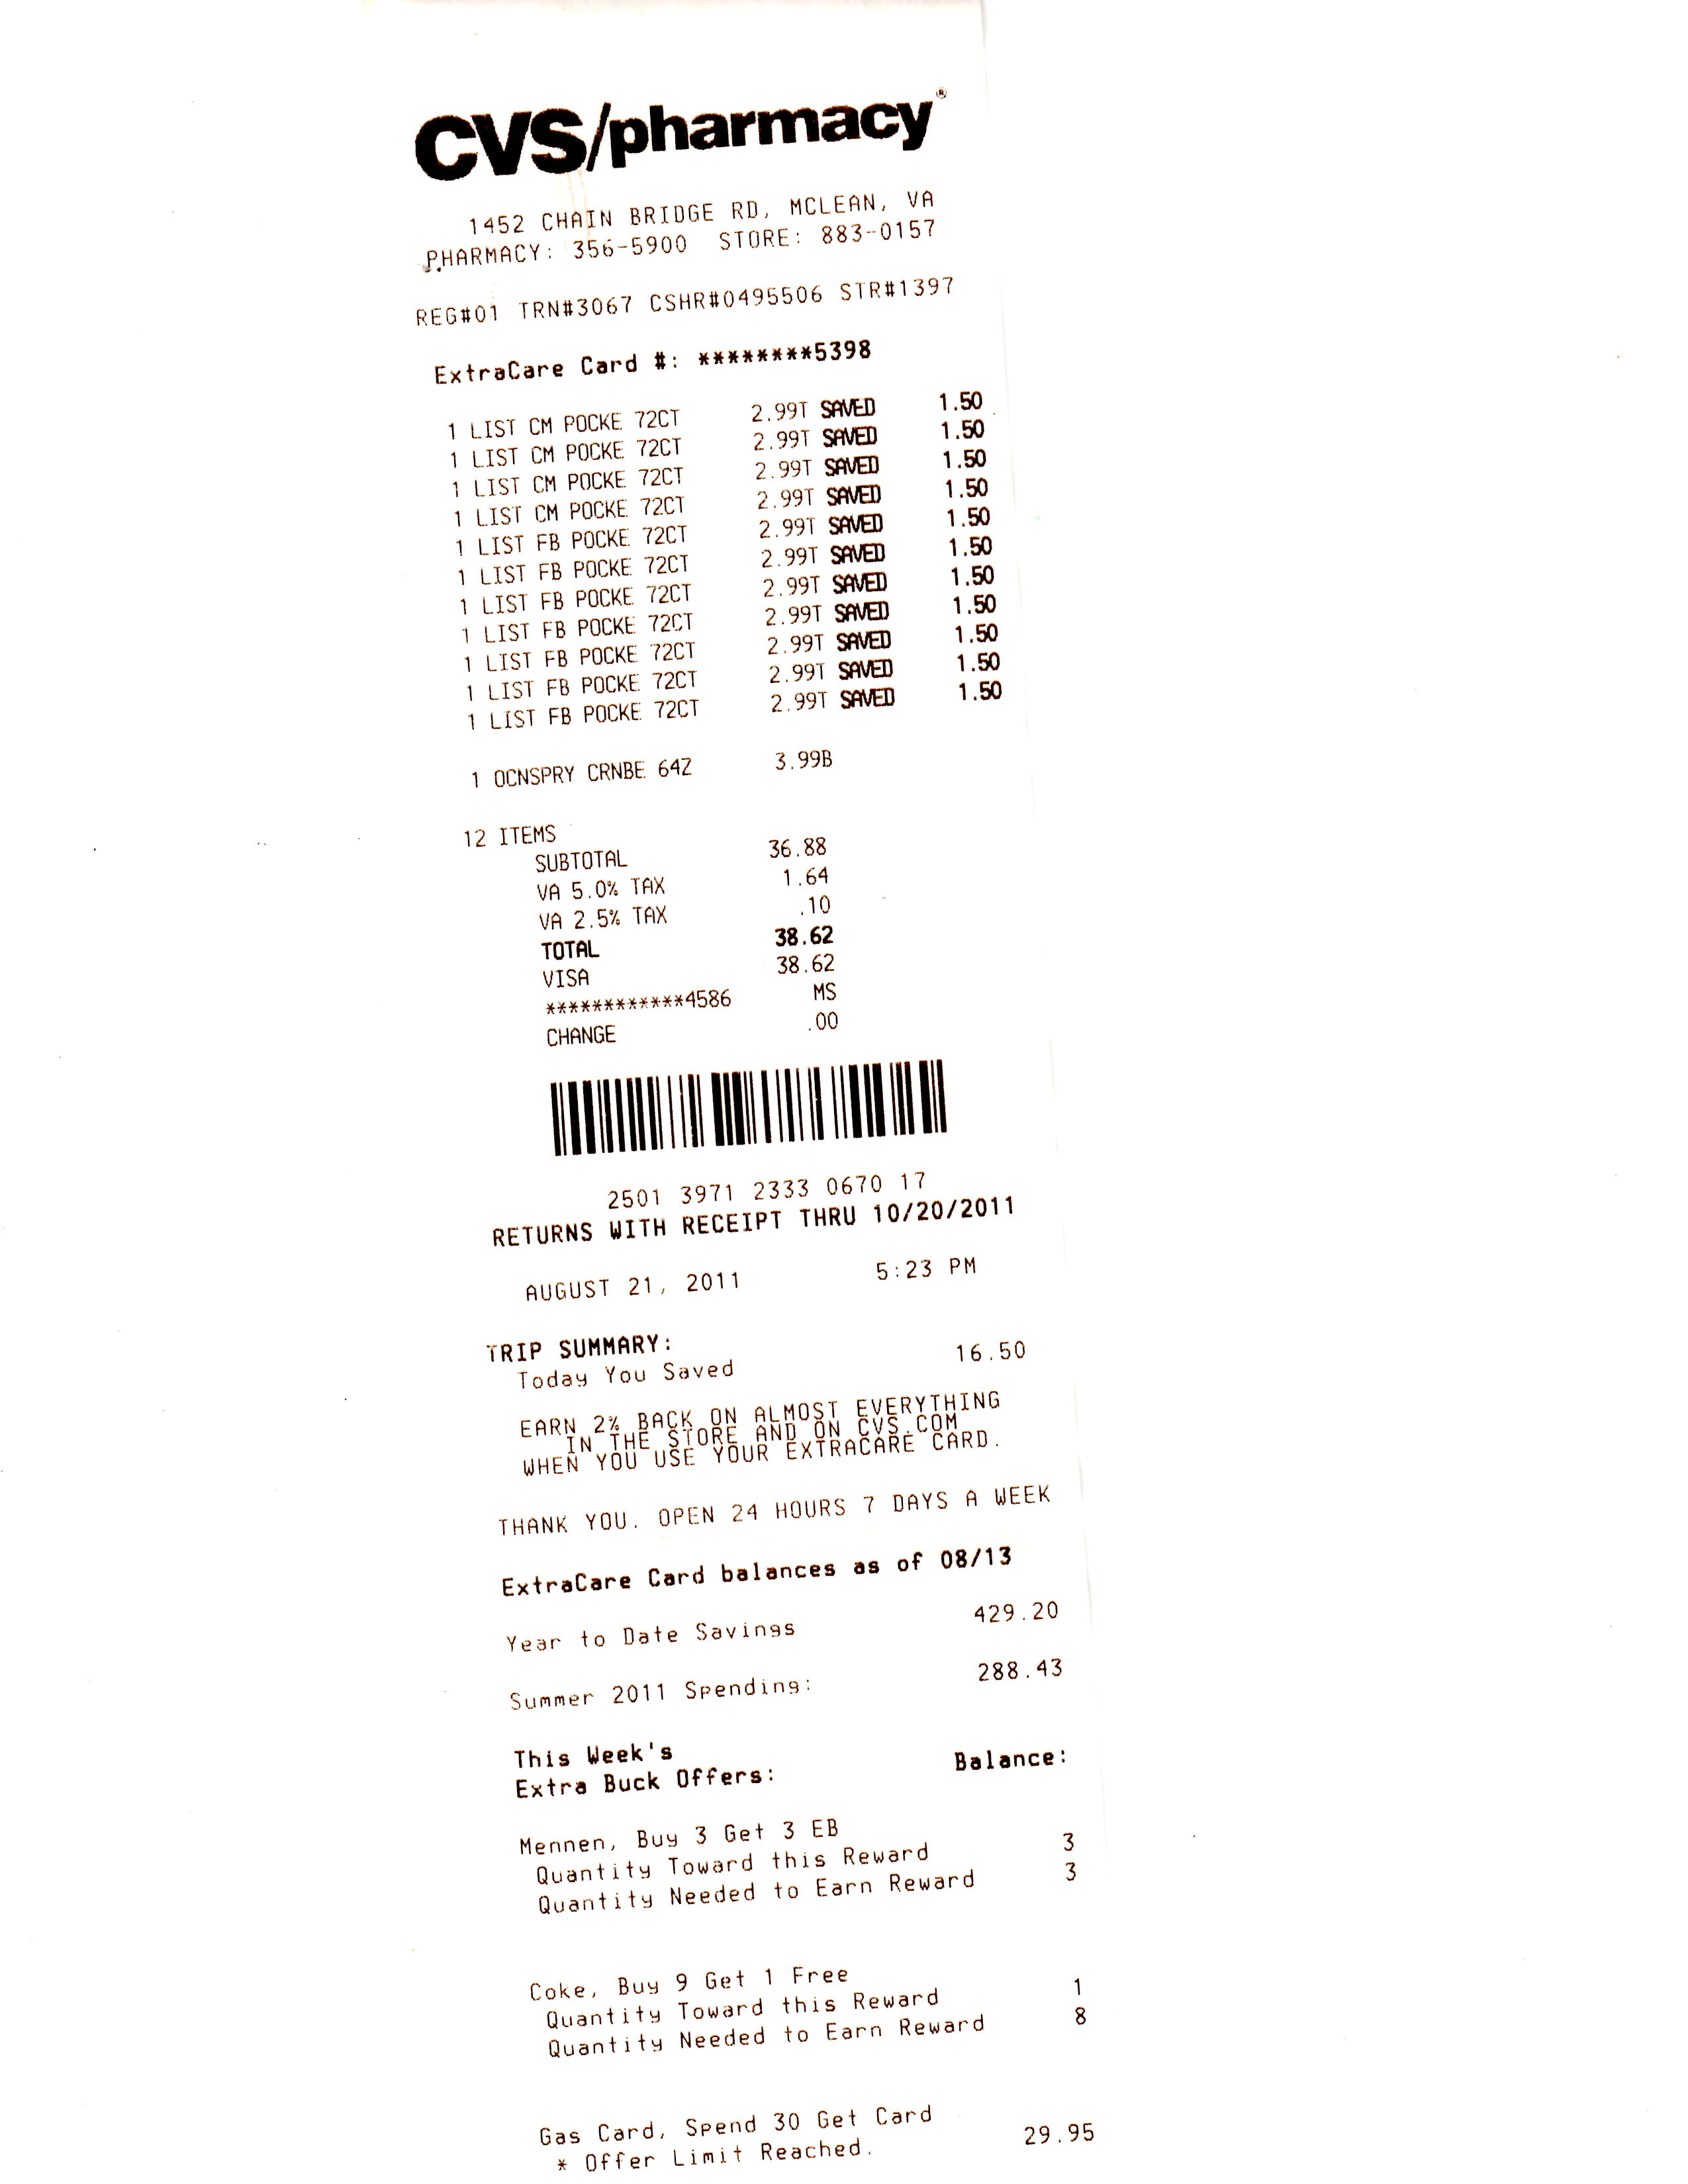 CVS/pharmacy®
1452 CHAIN BRIDGE RD, MCLEAN, VA
PHARMACY: 356-5900 STORE: 883-0157
REG#01 TRN#3067 CSHR#0495506 STR#1397
ExtraCare Card #: ********5398
1 LIST CM POCKE 72CT 2.99T SAVED 1.50
1 LIST CM POCKE 72CT 2.99T SAVED 1.50
1 LIST CM POCKE 72CT 2.99T SAVED 1.50
1 LIST CM POCKE 72CT 2.99T SAVED 1.50
1 LIST FB POCKE 72CT 2.99T SAVED 1.50
1 LIST FB POCKE 72CT 2.99T SAVED 1.50
1 LIST FB POCKE 72CT 2.99T SAVED 1.50
1 LIST FB POCKE 72CT 2.99T SAVED 1.50
1 LIST FB POCKE 72CT 2.99T SAVED 1.50
1 LIST FB POCKE 72CT 2.99T SAVED 1.50
1 LIST FB POCKE 72CT 2.99T SAVED 1.50
1 OCNSPRY CRNBE 64Z 3.99B
12 ITEMS
SUBTOTAL 36.88
VA 5.0% TAX 1.64
VA 2.5% TAX .10
TOTAL 38.62
VISA 38.62
************4586 MS
CHANGE .00
2501 3971 2333 0670 17
RETURNS WITH RECEIPT THRU 10/20/2011
AUGUST 21, 2011 5:23 PM
TRIP SUMMARY:
Today You Saved 16.50
EARN 2% BACK ON ALMOST EVERYTHING
IN THE STORE AND ON CVS.COM
WHEN YOU USE YOUR EXTRACARE CARD.
THANK YOU. OPEN 24 HOURS 7 DAYS A WEEK
ExtraCare Card balances as of 08/13
Year to Date Savings 429.20
Summer 2011 Spending: 288.43
This Week's
Extra Buck Offers: Balance:
Mennen, Buy 3 Get 3 EB
Quantity Toward this Reward 3
Quantity Needed to Earn Reward 3
Coke, Buy 9 Get 1 Free
Quantity Toward this Reward 1
Quantity Needed to Earn Reward 8
Gas Card, Spend 30 Get Card
* Offer Limit Reached. 29.95